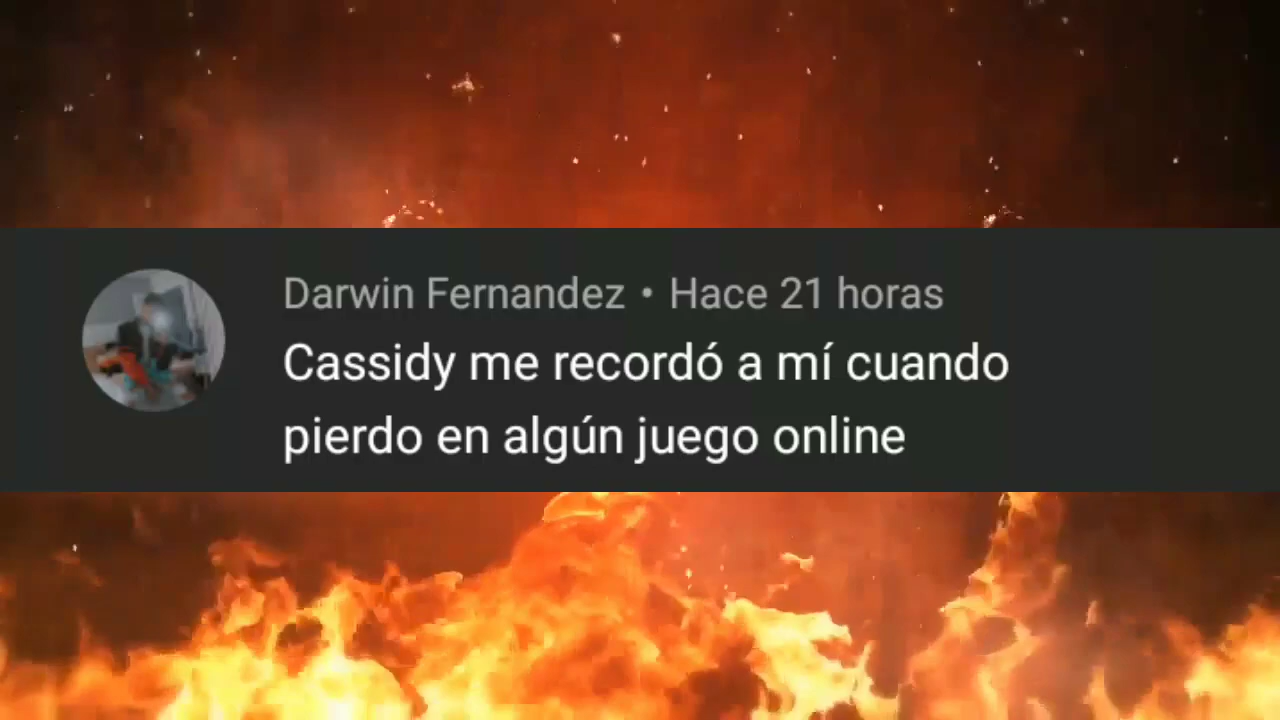 Darwin Fernandez • Hace 21 horas
Cassidy me recordó a mí cuando
pierdo en algún juego online